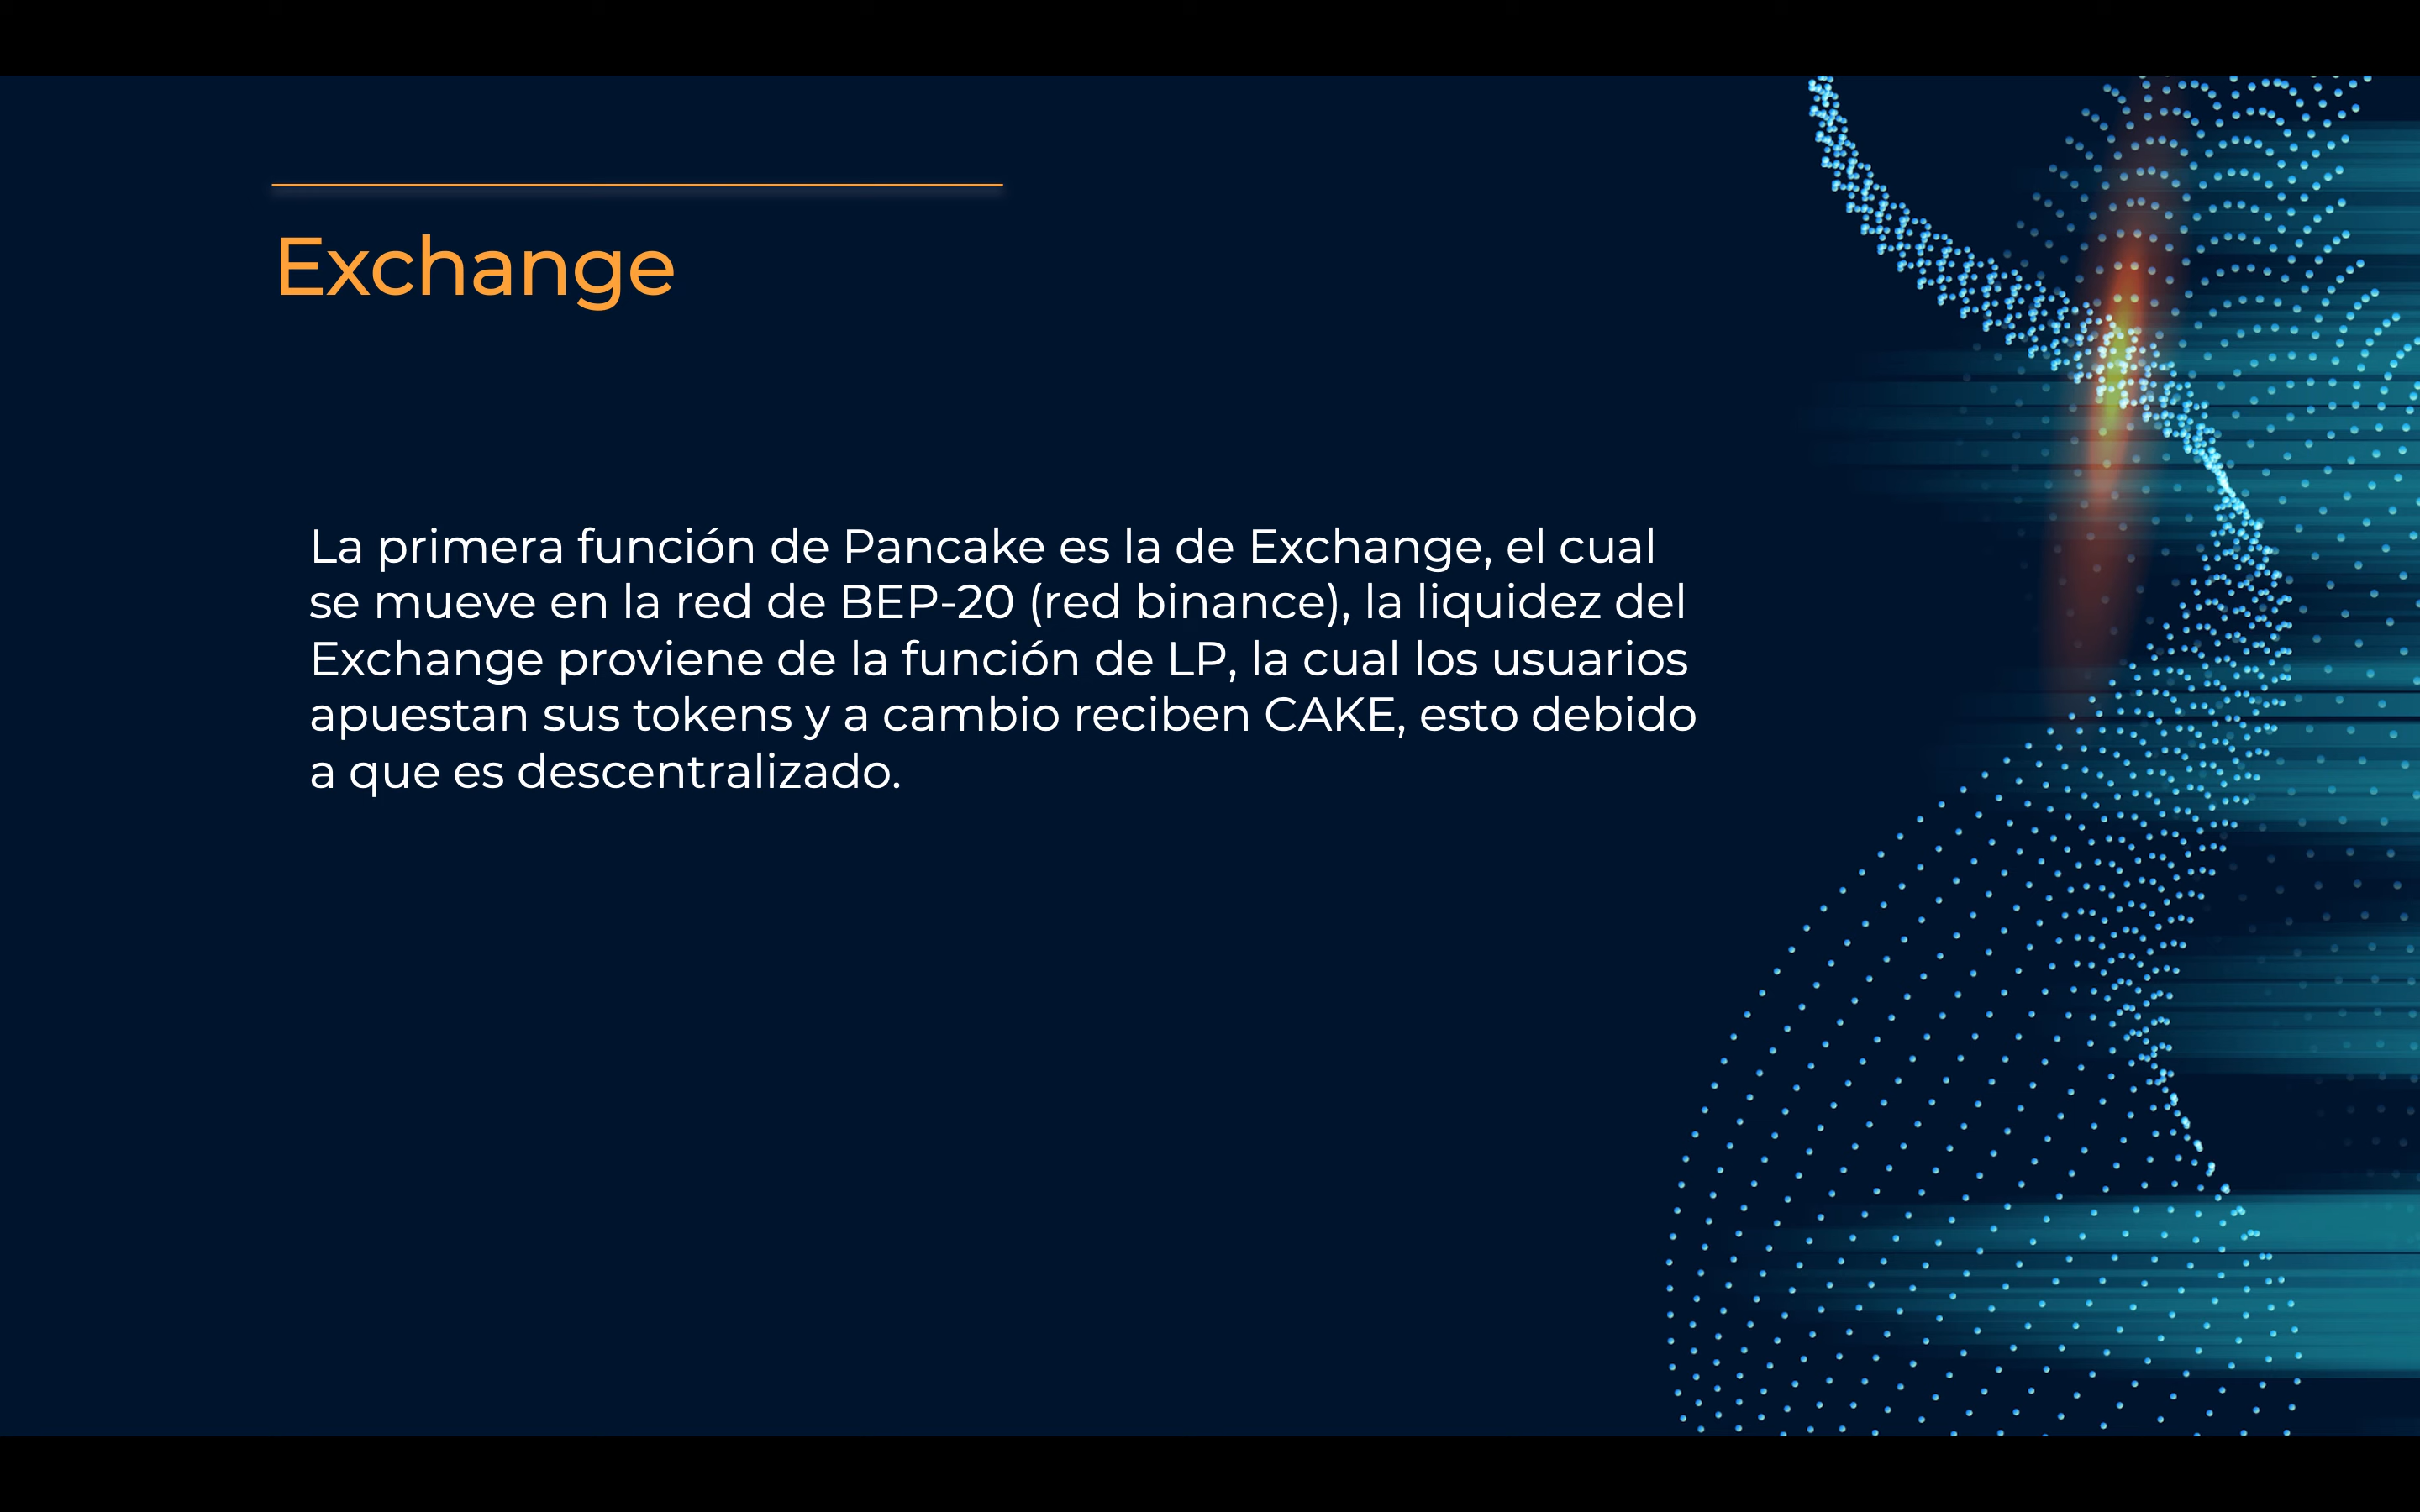 Exchange
La primera función de Pancake es la de Exchange, el cual
se mueve en la red de BEP-20 (red binance), la liquidez del
Exchange proviene de la función de LP, la cual los usuarios
apuestan sus tokens y a cambio reciben CAKE, esto debido
a que es descentralizado.